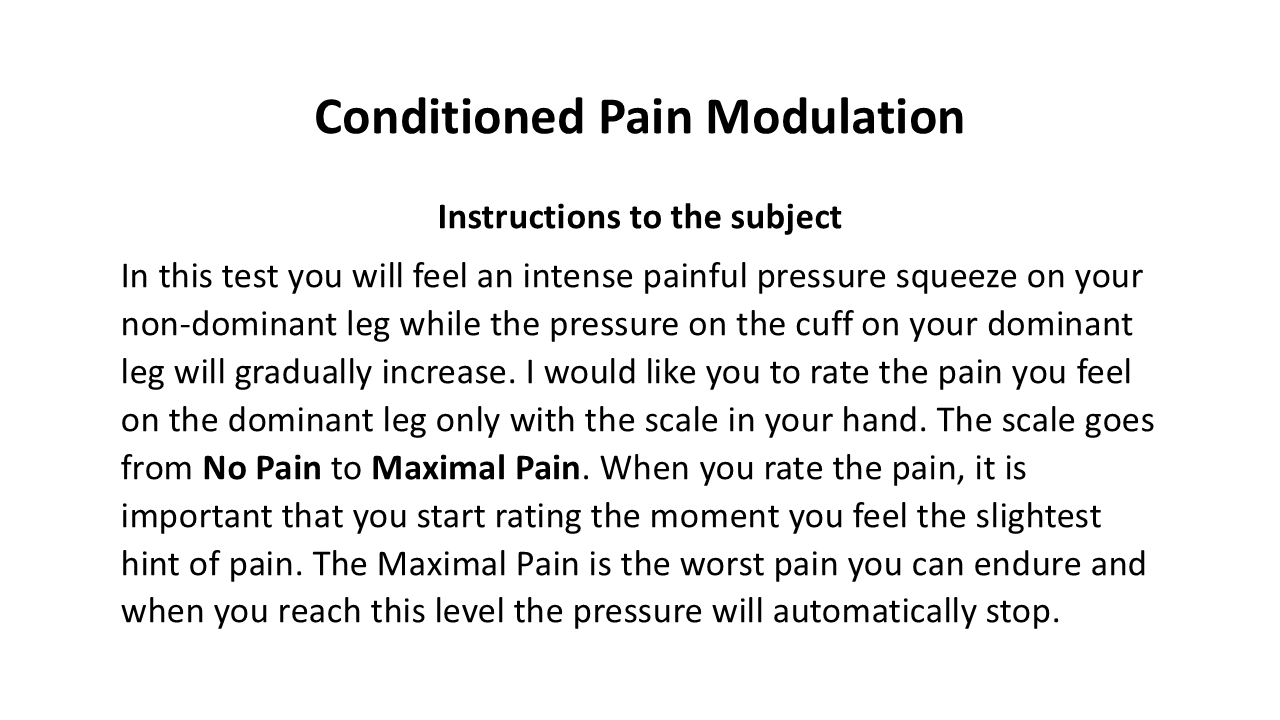 Conditioned Pain Modulation
Instructions to the subject
In this test you will feel an intense painful pressure squeeze on your
non-dominant leg while the pressure on the cuff on your dominant
leg will gradually increase. I would like you to rate the pain you feel
on the dominant leg only with the scale in your hand. The scale goes
from No Pain to Maximal Pain. When you rate the pain, it is
important that you start rating the moment you feel the slightest
hint of pain. The Maximal Pain is the worst pain you can endure and
when you reach this level the pressure will automatically stop.